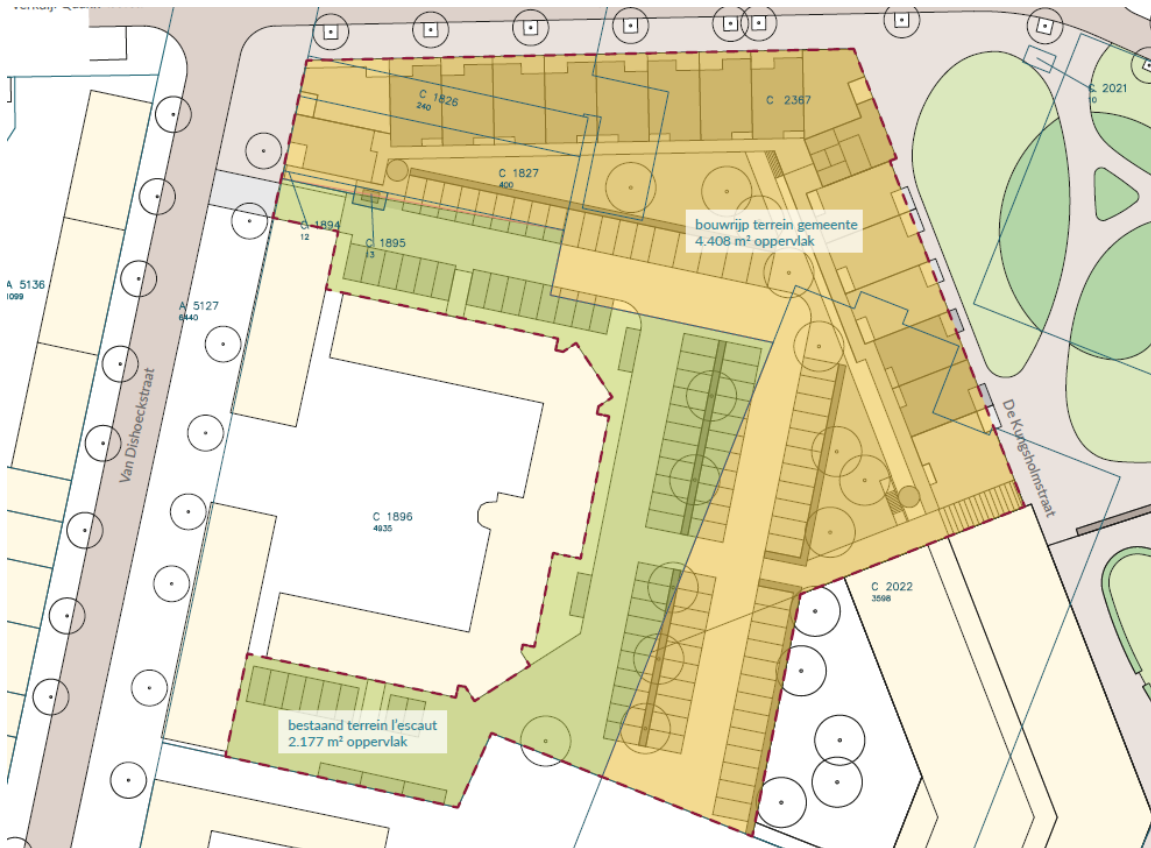 C 2021
10
C 1826
240
C 2367
C 1827
400
bouwrijp terrein gemeente
4.408 m² oppervlak
C 1894
12
C 1895
13
A 5136
1099
A 5127
6440
Van Dishoeckstraat
De Kungsholmstraat
C 1896
4935
C 2022
3598
bestaand terrein l'escaut
2.177 m² oppervlak